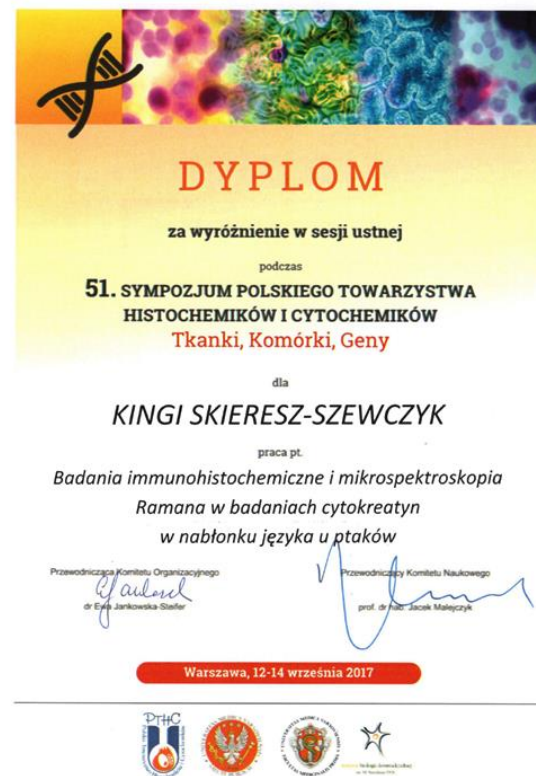 DYPLOM
za wyróżnienie w sesji ustnej
podczas
51. SYMPOZJUM POLSKIEGO TOWARZYSTWA
HISTOCHEMIKÓW I CYTOCHEMIKÓW
Tkanki, Komórki, Geny
dla
KINGI SKIERESZ-SZEWCZYK
praca pt.
Badania immunohistochemiczne i mikrospektroskopia
Ramana w badaniach cytokreatyn
w nabłonku języka u ptaków
Przewodnicząca Komitetu Organizacyjnego
dr Ewa Jankowska-Steifer
Przewodniczący Komitetu Naukowego
prof. dr hab. Jacek Malejczyk
Warszawa, 12-14 września 2017
PTHC